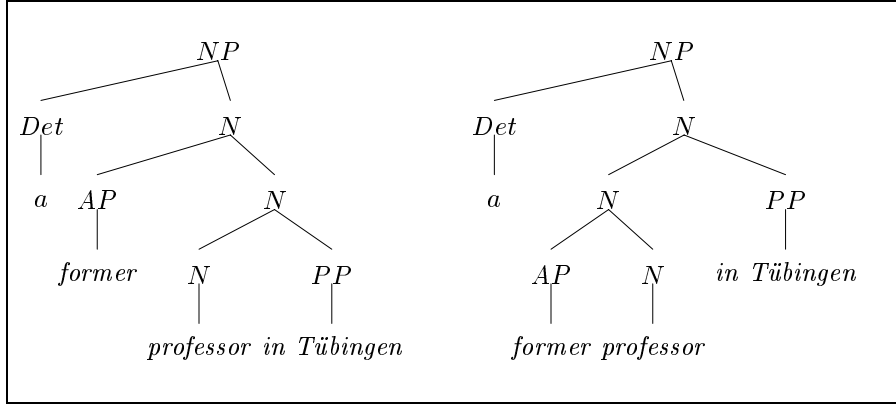 NP NP
Det N Det N
a AP N a N PP
former N PP AP N in Tübingen
professor in Tübingen former professor